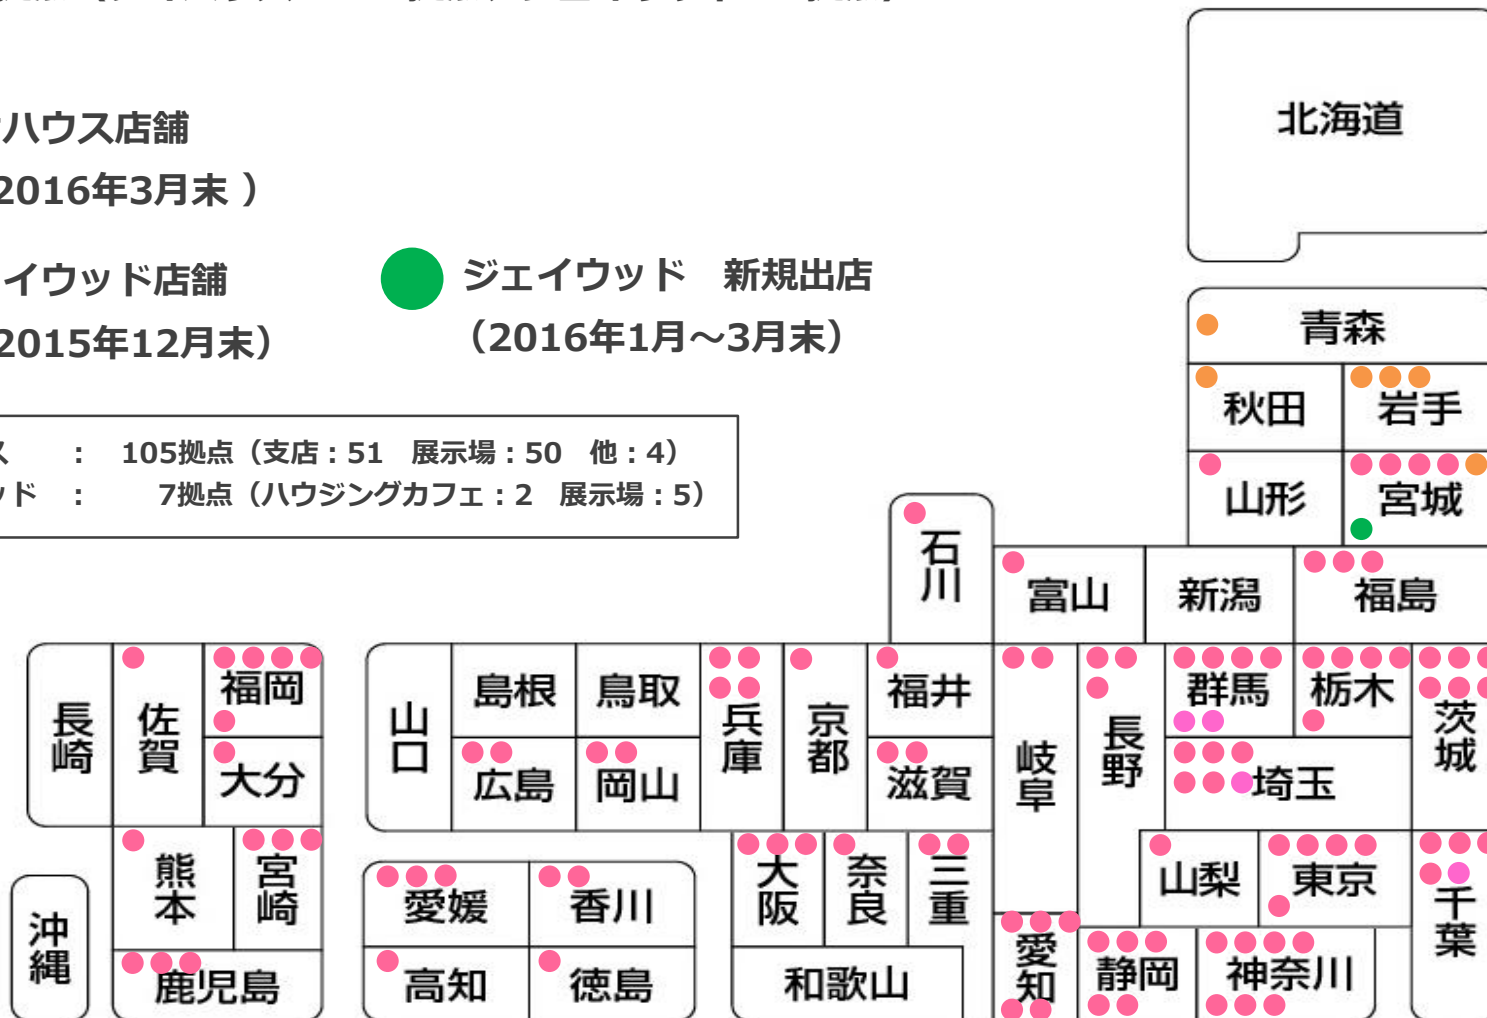 ハウス店舗
2016年3月末 ）
イウッド店舗
2015年12月末）
ジェイウッド　新規出店
（2016年1月～3月末）
ス　：　105拠点（支店：51　展示場：50　他：4）
ッド　：　7拠点（ハウジングカフェ：2　展示場：5）
北海道
青森
秋田
岩手
山形
宮城
石川
富山
新潟
福島
長崎
佐賀
福岡
山口
島根
鳥取
兵庫
京都
福井
岐阜
長野
群馬
栃木
茨城
大分
広島
岡山
滋賀
埼玉
熊本
宮崎
大阪
奈良
三重
山梨
東京
千葉
沖縄
愛媛
香川
鹿児島
高知
徳島
和歌山
愛知
静岡
神奈川